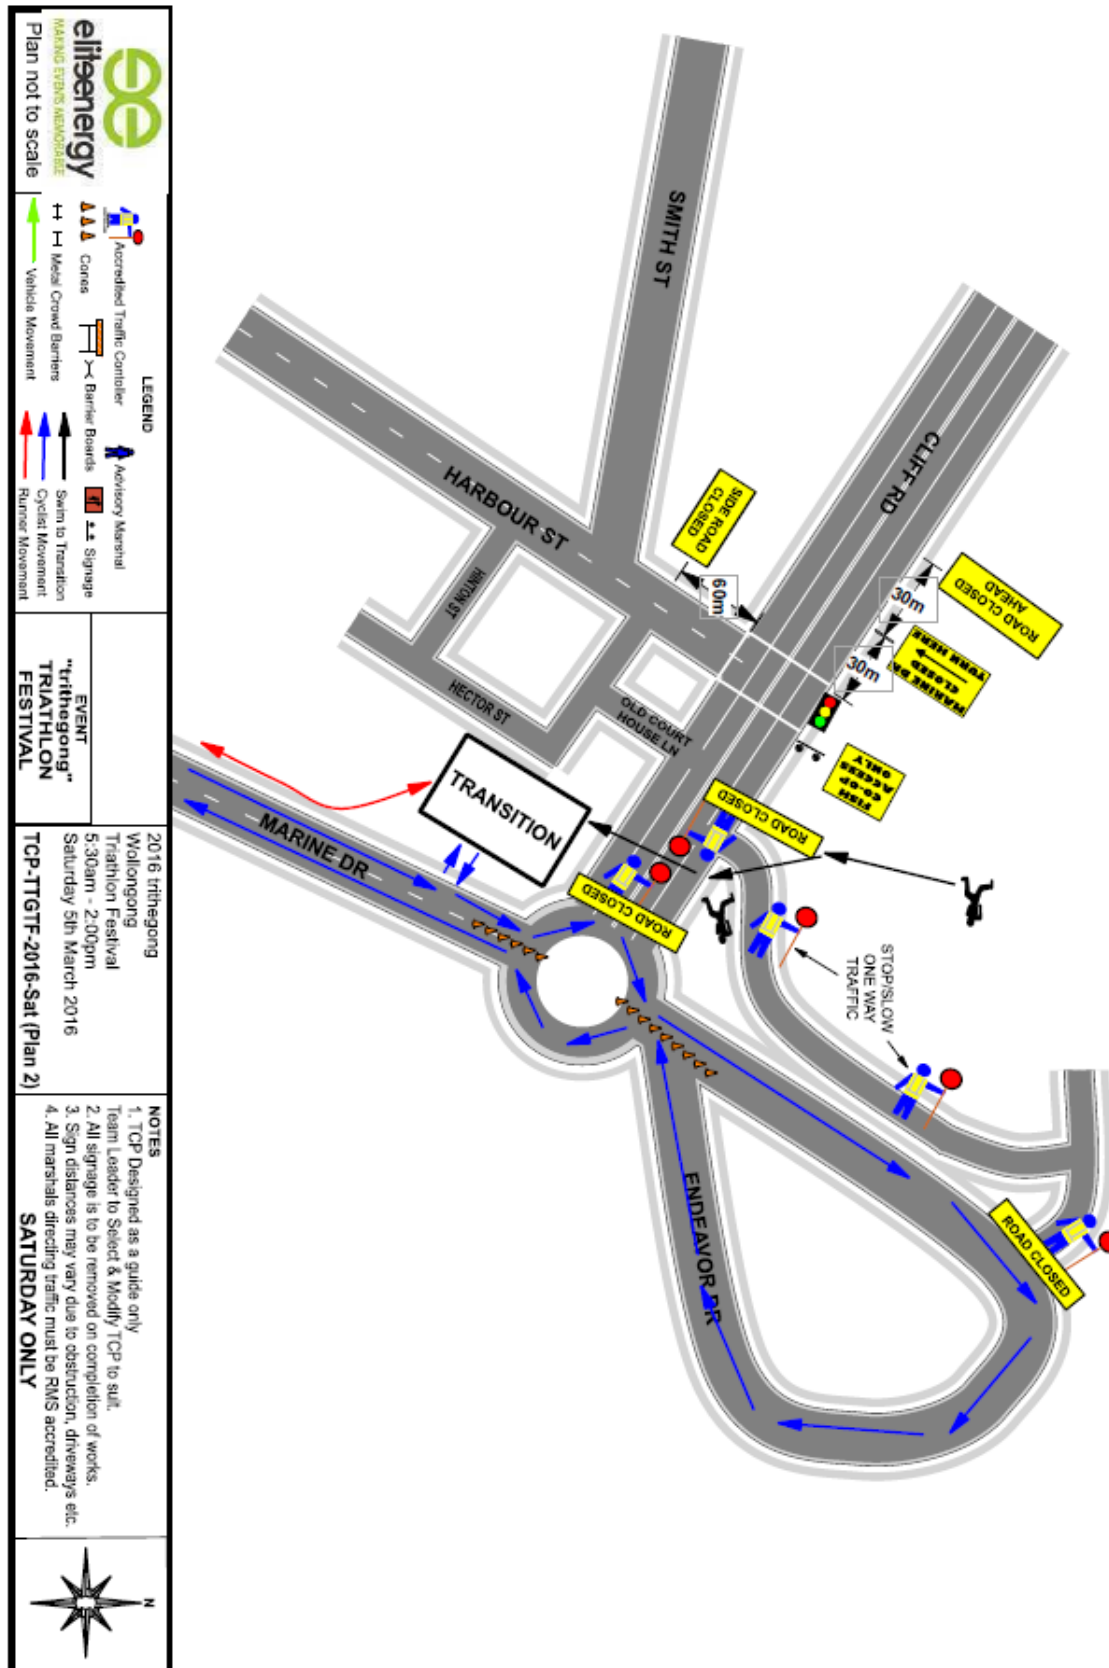 SMITH ST
CLIFF RD
HARBOUR ST
HINTON ST
HECTOR ST
OLD COURT
HOUSE LN
MARINE DR
ENDEAVOR DR
TRANSITION
SIDE ROAD
CLOSED
60m
30m
30m
ROAD CLOSED
AHEAD
MARINE DR
CLOSED
TURN HERE
FISH
CO-OP
ACCESS
ONLY
ROAD CLOSED
ROAD CLOSED
STOP/SLOW
ONE WAY
TRAFFIC
ROAD CLOSED
eliteenergy
MAKING EVENTS MEMORABLE
Plan not to scale
LEGEND
Accredited Traffic Contoller
Advisory Marshal
Cones
Barrier Boards
Signage
Metal Crowd Barriers
Swim to Transition
Cyclist Movement
Vehicle Movement
Runner Movement
EVENT
"trithegong"
TRIATHLON
FESTIVAL
2016 trithegong
Wollongong
Triathlon Festival
5:30am - 2:00pm
Saturday 5th March 2016
TCP-TTGTF-2016-Sat (Plan 2)
NOTES
1. TCP Designed as a guide only
Team Leader to Select & Modify TCP to suit.
2. All signage is to be removed on completion of works.
3. Sign distances may vary due to obstruction, driveways etc.
4. All marshals directing traffic must be RMS accredited.
SATURDAY ONLY
N